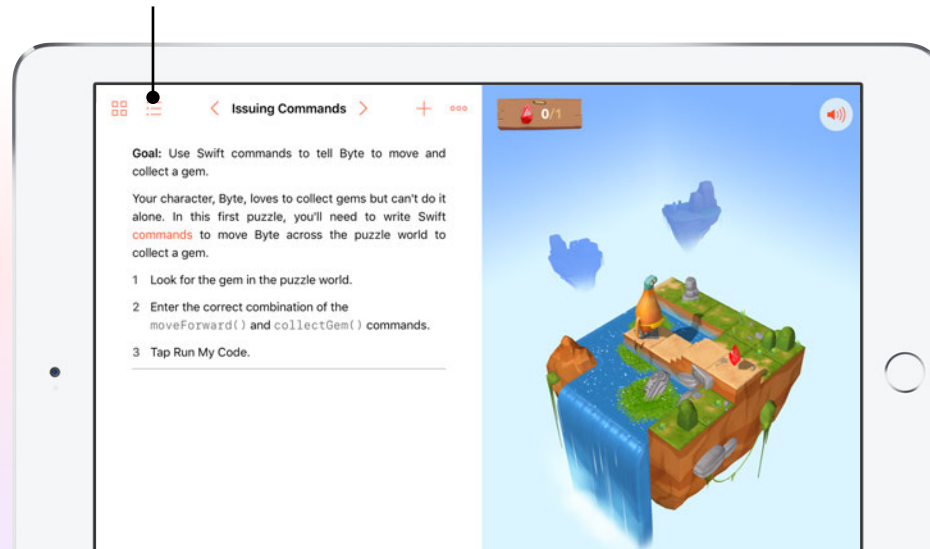 Issuing Commands
0/1
Goal: Use Swift commands to tell Byte to move and
collect a gem.
Your character, Byte, loves to collect gems but can't do it
alone. In this first puzzle, you'll need to write Swift
commands to move Byte across the puzzle world to
collect a gem.
1 Look for the gem in the puzzle world.
2 Enter the correct combination of the
moveForward() and collectGem() commands.
3 Tap Run My Code.